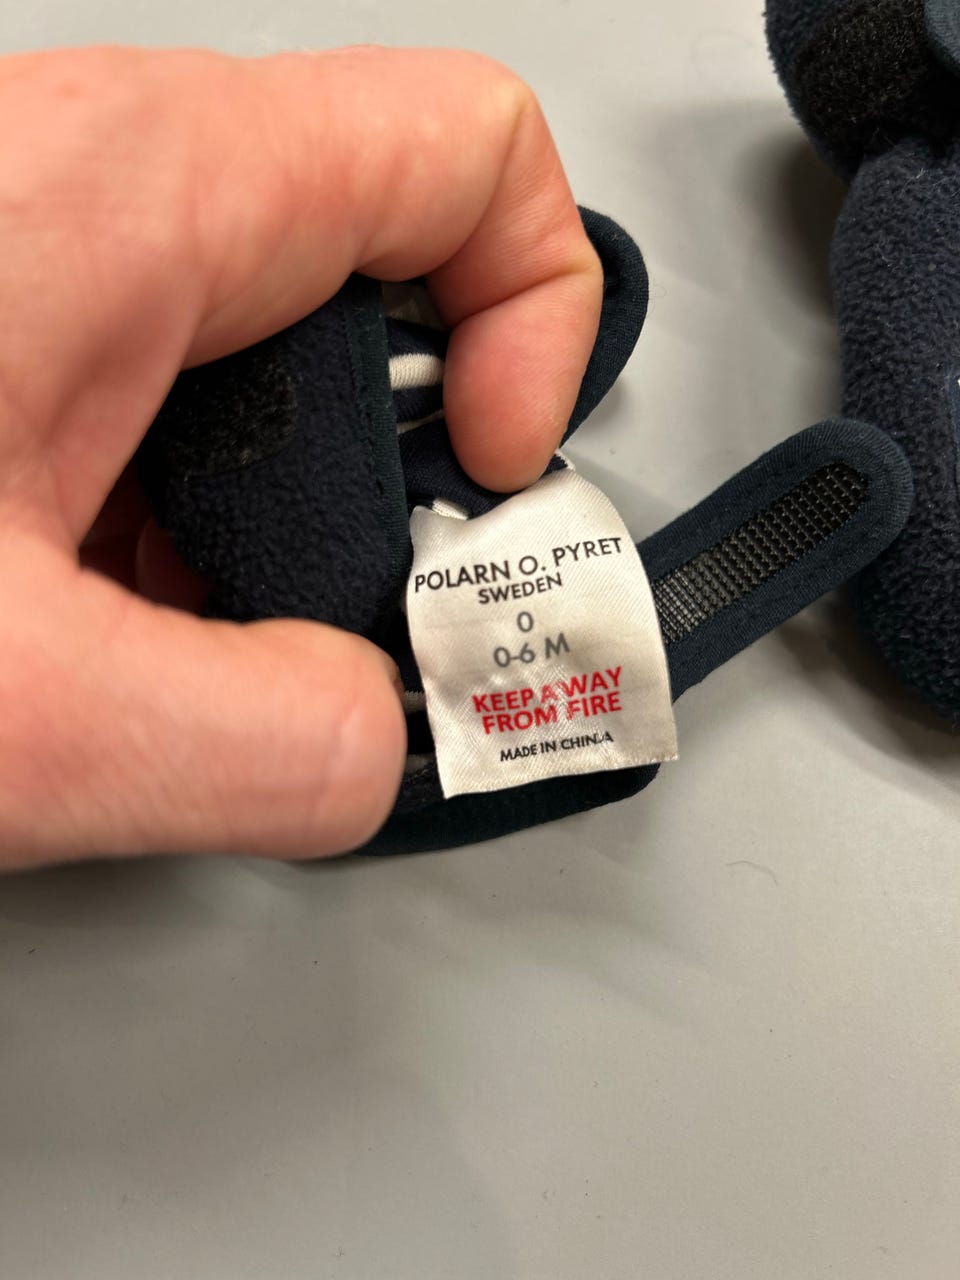 POLARN O. PYRET
SWEDEN
0
0-6 M
KEEP AWAY
FROM FIRE
MADE IN CHINA